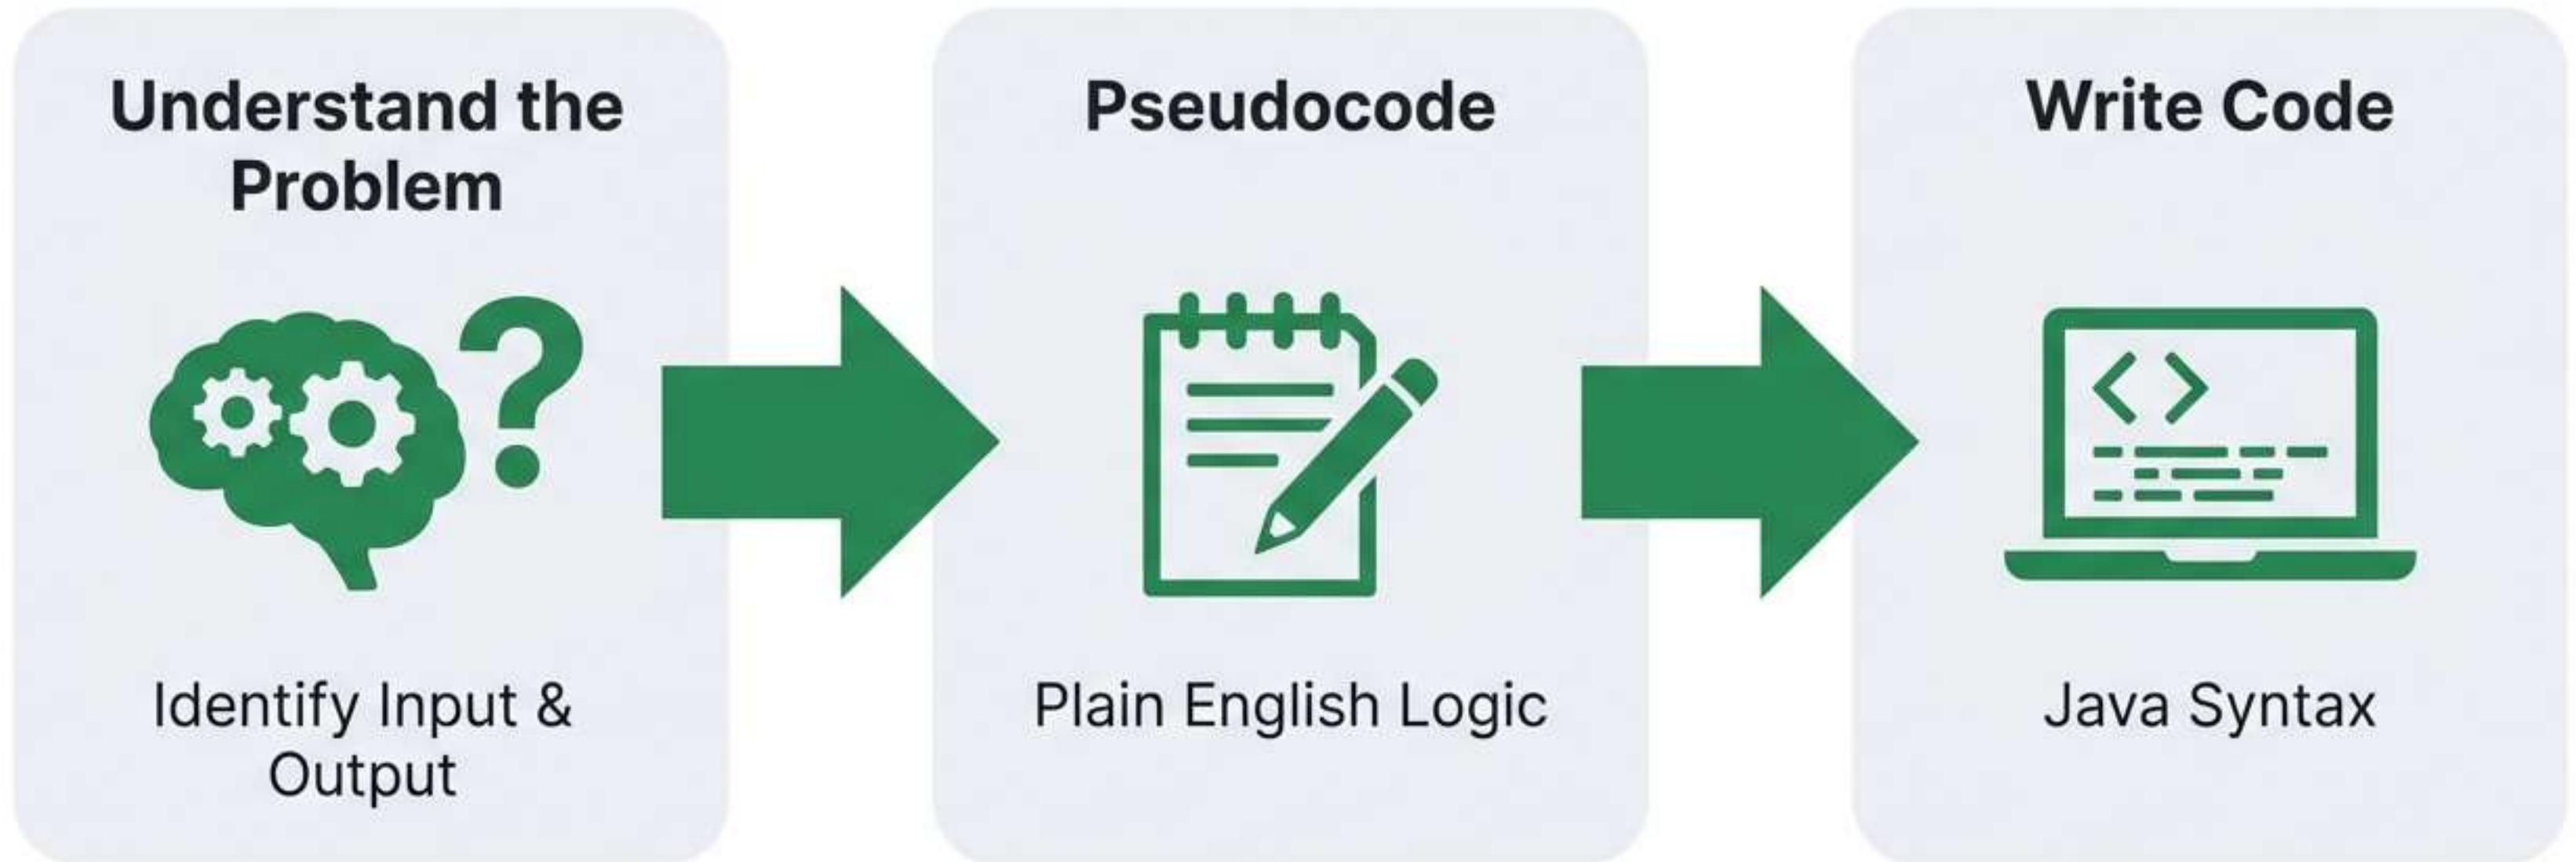 Understand the
Problem
Identify Input &
Output
Pseudocode
Plain English Logic
Write Code
Java Syntax